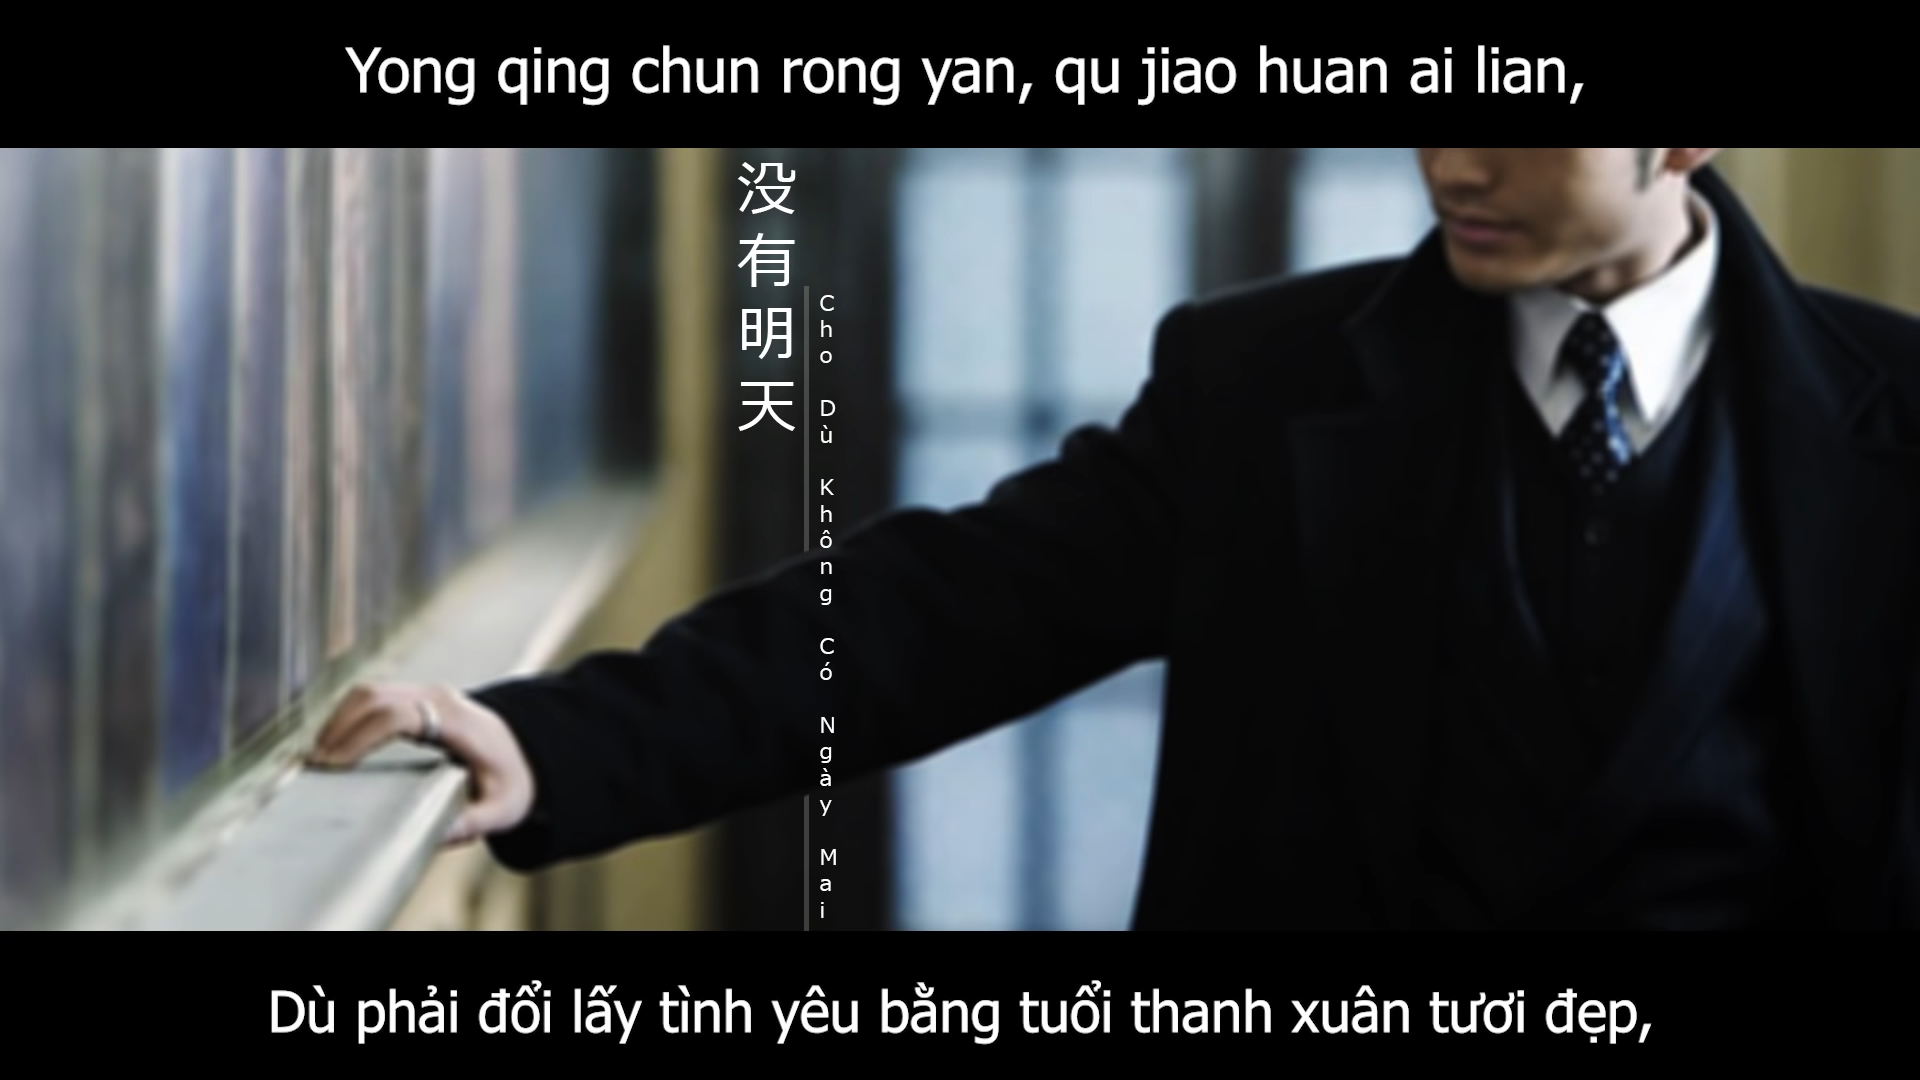 Yong qing chun rong yan, qu jiao huan ai lian,
没有明天
Cho Dù Không Có Ngày Mai
Dù phải đổi lấy tình yêu bằng tuổi thanh xuân tươi đẹp,